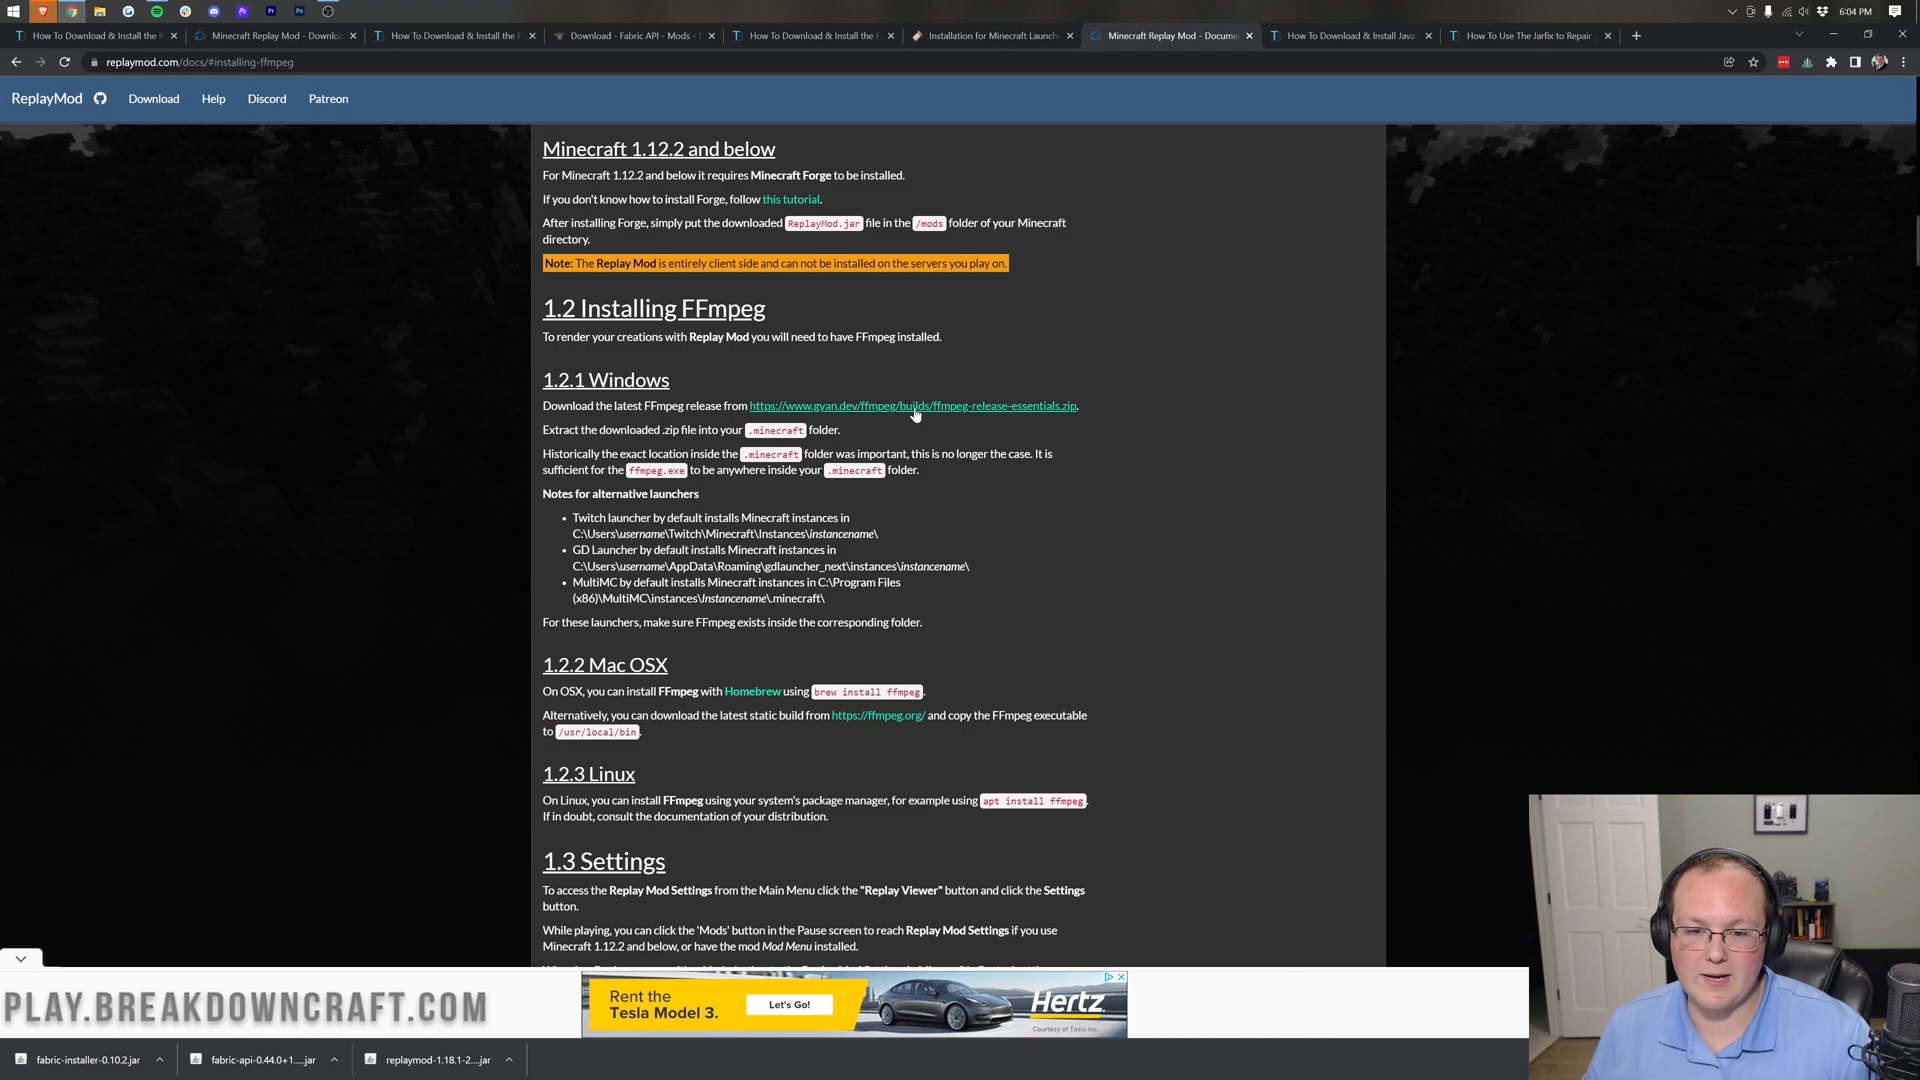 6:04 PM
How To Download & Install the R
Minecraft Replay Mod - Downloa
How To Download & Install the F
Download - Fabric API - Mods -
How To Download & Install the F
Installation for Minecraft Launch
Minecraft Replay Mod - Docume
How To Download & Install Java
How To Use The Jarfix to Repair
replaymod.com/docs/#installing-ffmpeg
ReplayMod Download Help Discord Patreon
Minecraft 1.12.2 and below
For Minecraft 1.12.2 and below it requires Minecraft Forge to be installed.
If you don't know how to install Forge, follow this tutorial.
After installing Forge, simply put the downloaded ReplayMod.jar file in the /mods folder of your Minecraft
directory.
Note: The Replay Mod is entirely client side and can not be installed on the servers you play on.
1.2 Installing FFmpeg
To render your creations with Replay Mod you will need to have FFmpeg installed.
1.2.1 Windows
Download the latest FFmpeg release from https://www.gyan.dev/ffmpeg/builds/ffmpeg-release-essentials.zip.
Extract the downloaded .zip file into your .minecraft folder.
Historically the exact location inside the .minecraft folder was important, this is no longer the case. It is
sufficient for the ffmpeg.exe to be anywhere inside your .minecraft folder.
Notes for alternative launchers
• Twitch launcher by default installs Minecraft instances in
C:\Users\username\Twitch\Minecraft\Instances\instancename\
• GD Launcher by default installs Minecraft instances in
C:\Users\username\AppData\Roaming\gdlauncher_next\instances\instancename\
• MultiMC by default installs Minecraft instances in C:\Program Files
(x86)\MultiMC\instances\Instancename\.minecraft\
For these launchers, make sure FFmpeg exists inside the corresponding folder.
1.2.2 Mac OSX
On OSX, you can install FFmpeg with Homebrew using brew install ffmpeg.
Alternatively, you can download the latest static build from https://ffmpeg.org/ and copy the FFmpeg executable
to /usr/local/bin.
1.2.3 Linux
On Linux, you can install FFmpeg using your system's package manager, for example using apt install ffmpeg.
If in doubt, consult the documentation of your distribution.
1.3 Settings
To access the Replay Mod Settings from the Main Menu click the "Replay Viewer" button and click the Settings
button.
While playing, you can click the 'Mods' button in the Pause screen to reach Replay Mod Settings if you use
Minecraft 1.12.2 and below, or have the mod Mod Menu installed.
PLAY.BREAKDOWNCRAFT.COM
Rent the
Tesla Model 3.
Let's Go!
Hertz
Courtesy of Tesla Inc.
fabric-installer-0.10.2.jar
fabric-api-0.44.0+1....jar
replaymod-1.18.1-2....jar